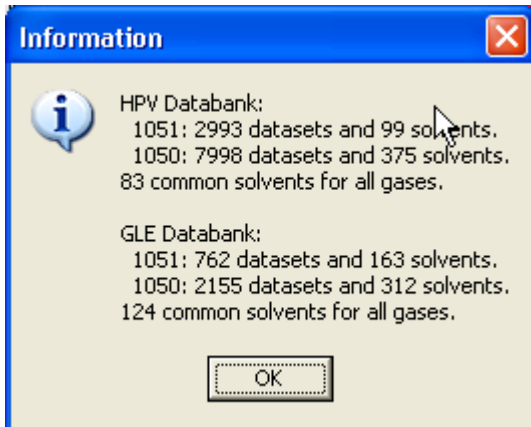 Information
HPV Databank:
1051: 2993 datasets and 99 solvents.
1050: 7998 datasets and 375 solvents.
83 common solvents for all gases.
GLE Databank:
1051: 762 datasets and 163 solvents.
1050: 2155 datasets and 312 solvents.
124 common solvents for all gases.
OK